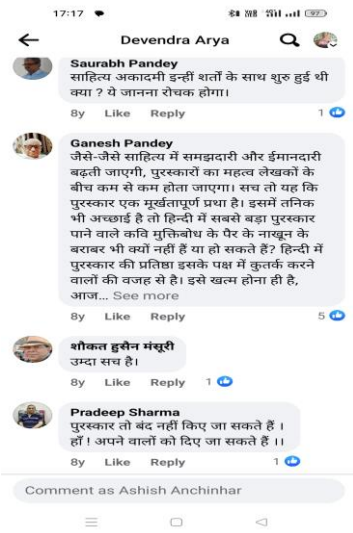 17:17
97
Devendra Arya
Saurabh Pandey
साहित्य अकादमी इन्हीं शर्तों के साथ शुरु हुई थी
क्या ? ये जानना रोचक होगा।
8y Like Reply 1
Ganesh Pandey
जैसे-जैसे साहित्य में समझदारी और ईमानदारी
बढ़ती जाएगी, पुरस्कारों का महत्व लेखकों के
बीच कम से कम होता जाएगा। सच तो यह कि
पुरस्कार एक मूर्खतापूर्ण प्रथा है। इसमें तनिक
भी अच्छाई है तो हिन्दी में सबसे बड़ा पुरस्कार
पाने वाले कवि मुक्तिबोध के पैर के नाखून के
बराबर भी क्यों नहीं हैं या हो सकते हैं? हिन्दी में
पुरस्कार की प्रतिष्ठा इसके पक्ष में कुतर्क करने
वालों की वजह से है। इसे खत्म होना ही है,
आज... See more
8y Like Reply 5
शौकत हुसैन मंसूरी
उम्दा सच है।
8y Like Reply 1
Pradeep Sharma
पुरस्कार तो बंद नहीं किए जा सकते हैं ।
हाँ ! अपने वालों को दिए जा सकते हैं ।।
8y Like Reply 1
Comment as Ashish Anchinhar